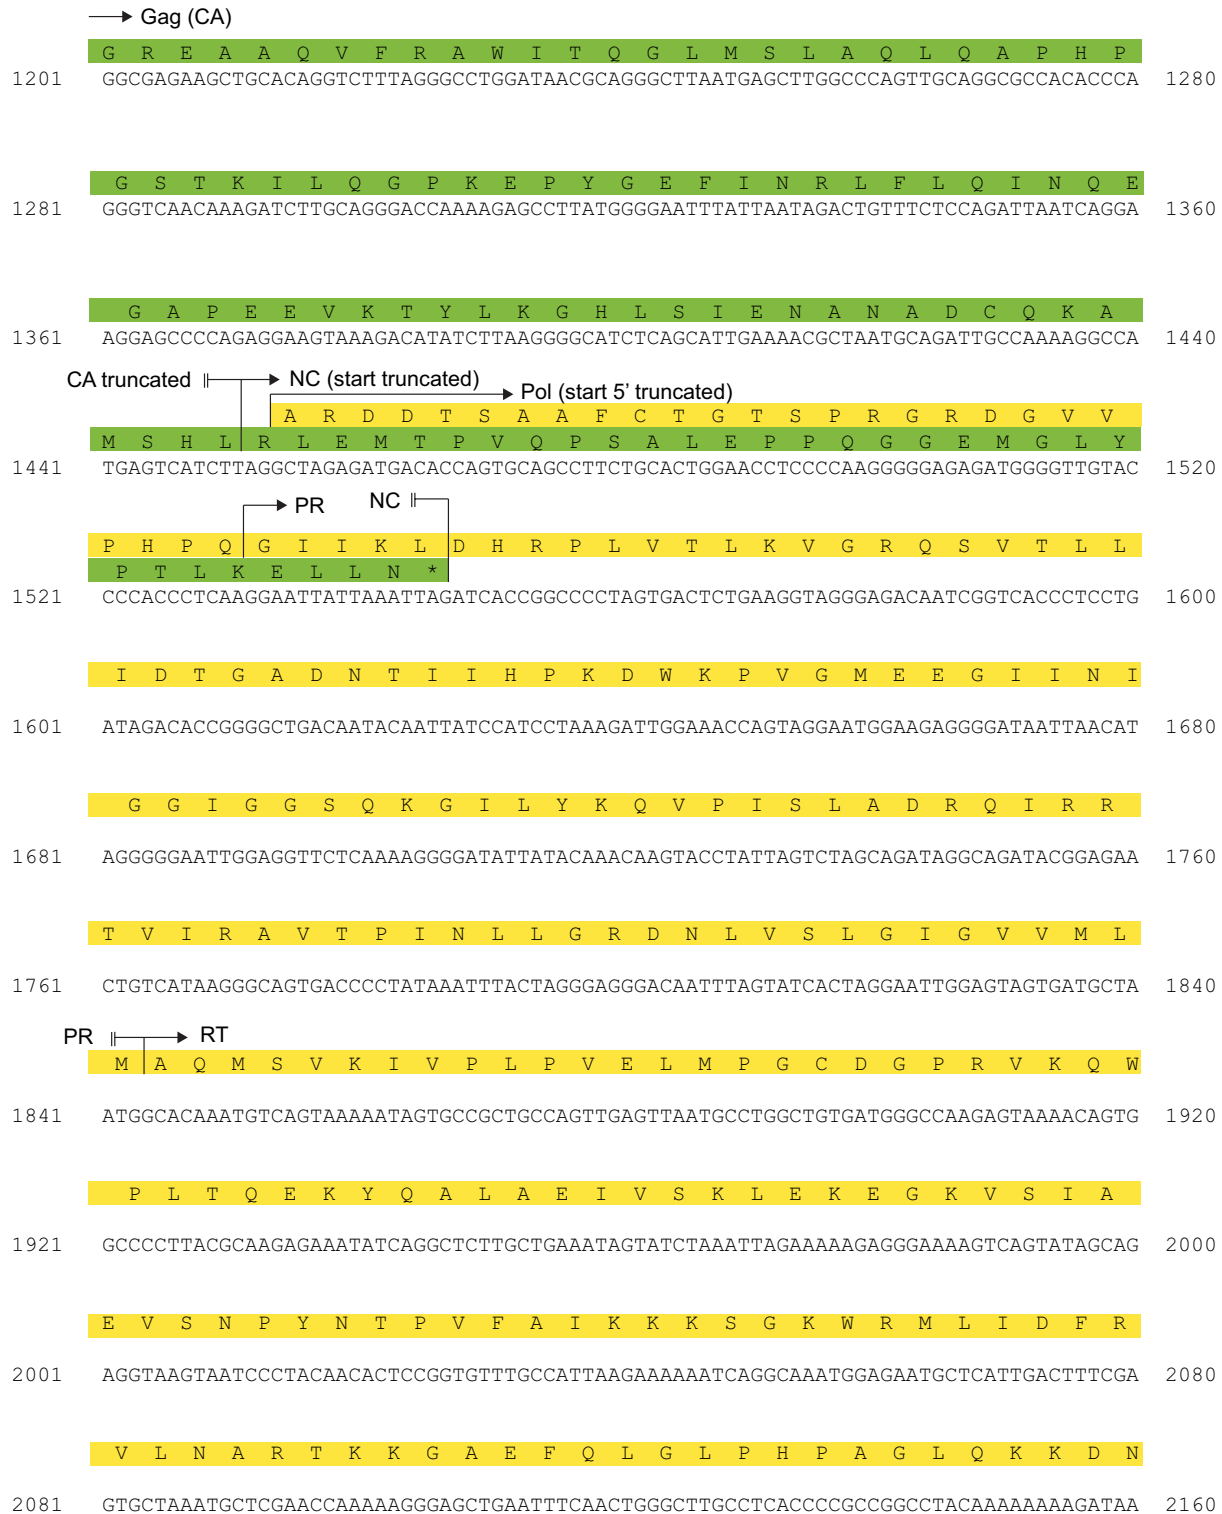 Gag (CA)
G R E A A Q V F R A W I T Q G L M S L A Q L Q A P H P
1201 GGCGAGAAGCTGCACAGGTCTTTAGGGCCTGGATAACGCAGGGCTTAATGAGCTTGGCCCAGTTGCAGGCGCCACACCCA 1280
G S T K I L Q G P K E P Y G E F I N R L F L Q I N Q E
1281 GGGTCAACAAAGATCTTGCAGGGACCAAAAGAGCCTTATGGGGAATTTATTAATAGACTGTTTCTCCAGATTAATCAGGA 1360
G A P E E V K T Y L K G H L S I E N A N A D C Q K A
1361 AGGAGCCCCAGAGGAAGTAAAGACATATCTTAAGGGGCATCTCAGCATTGAAAACGCTAATGCAGATTGCCAAAAGGCCA 1440
CA truncated NC (start truncated) Pol (start 5' truncated)
A R D D T S A A F C T G T S P R G R D G V V
M S H L R L E M T P V Q P S A L E P P Q G G E M G L Y
1441 TGAGTCATCTTAGGCTAGAGATGACACCAGTGCAGCCTTCTGCACTGGAACCTCCCCAAGGGGGAGAGATGGGGTTGTAC 1520
PR NC
P H P Q G I I K L D H R P L V T L K V G R Q S V T L L
P T L K E L L N *
1521 CCCACCCTCAAGGAATTATTAAATTAGATCACCGGCCCCTAGTGACTCTGAAGGTAGGGAGACAATCGGTCACCCTCCTG 1600
I D T G A D N T I I H P K D W K P V G M E E G I I N I
1601 ATAGACACCGGGGCTGACAATACAATTATCCATCCTAAAGATTGGAAACCAGTAGGAATGGAAGAGGGGATAATTAACAT 1680
G G I G G S Q K G I L Y K Q V P I S L A D R Q I R R
1681 AGGGGGAATTGGAGGTTCTCAAAAGGGGATATTATACAAACAAGTACCTATTAGTCTAGCAGATAGGCAGATACGGAGAA 1760
T V I R A V T P I N L L G R D N L V S L G I G V V M L
1761 CTGTCATAAGGGCAGTGACCCCTATAAATTTACTAGGGAGGGACAATTTAGTATCACTAGGAATTGGAGTAGTGATGCTA 1840
PR RT
M A Q M S V K I V P L P V E L M P G C D G P R V K Q W
1841 ATGGCACAAATGTCAGTAAAAATAGTGCCGCTGCCAGTTGAGTTAATGCCTGGCTGTGATGGGCCAAGAGTAAAACAGTG 1920
P L T Q E K Y Q A L A E I V S K L E K E G K V S I A
1921 GCCCCTTACGCAAGAGAAATATCAGGCTCTTGCTGAAATAGTATCTAAATTAGAAAAAGAGGGAAAAGTCAGTATAGCAG 2000
E V S N P Y N T P V F A I K K K S G K W R M L I D F R
2001 AGGTAAGTAATCCCTACAACACTCCGGTGTTTGCCATTAAGAAAAAATCAGGCAAATGGAGAATGCTCATTGACTTTCGA 2080
V L N A R T K K G A E F Q L G L P H P A G L Q K K D N
2081 GTGCTAAATGCTCGAACCAAAAAGGGAGCTGAATTTCAACTGGGCTTGCCTCACCCCGCCGGCCTACAAAAAAAAGATAA 2160